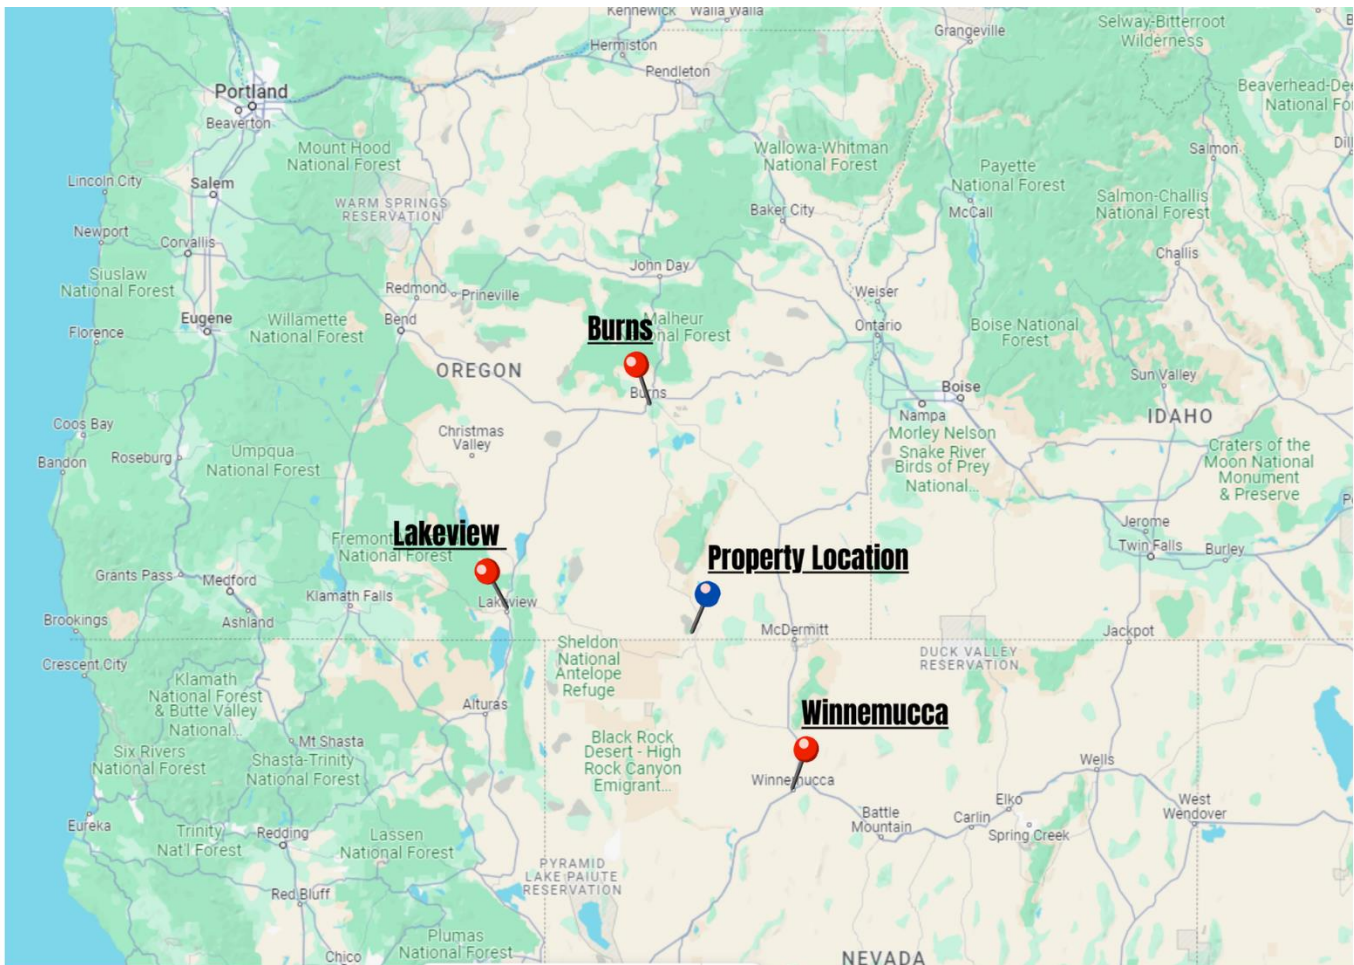 Kennewick
Walla Walla
Hermiston
Pendleton
Grangeville
Selway-Bitterroot
Wilderness
Beaverhead-Dee
National Fo
Portland
Beaverton
Mount Hood
National Forest
Wallowa-Whitman
National Forest
Payette
National Forest
Salmon
Dill
Lincoln City
Salem
WARM SPRINGS
RESERVATION
Baker City
McCall
Salmon-Challis
National Forest
Newport
Corvallis
John Day
Challis
Siuslaw
National Forest
Redmond
Prineville
Weiser
Florence
Eugene
Willamette
National Forest
Bend
Burns
Malheur
onal Forest
Ontario
Boise National
Forest
OREGON
Burns
Boise
Sun Valley
Nampa
IDAHO
Coos Bay
Christmas
Valley
Morley Nelson
Snake River
Birds of Prey
National...
Craters of the
Moon National
Monument
& Preserve
Bandon
Roseburg
Umpqua
National Forest
Lakeview
Fremont
National Forest
Jerome
Twin Falls
Burley
Property Location
Grants Pass
Medford
Klamath Falls
Lakeview
Brookings
Ashland
McDermitt
Jackpot
Crescent City
Sheldon
National
Antelope
Refuge
DUCK VALLEY
RESERVATION
Klamath
National Forest
& Butte Valley
National...
Alturas
Winnemucca
Mt Shasta
Six Rivers
National Forest
Shasta-Trinity
National Forest
Black Rock
Desert - High
Rock Canyon
Emigrant...
Winnemucca
Wells
Elko
West
Wendover
Eureka
Trinity
Nat'l Forest
Redding
Lassen
National Forest
Battle
Mountain
Carlin
Spring Creek
PYRAMID
LAKE PAIUTE
RESERVATION
Red Bluff
Plumas
National Forest
Chico
NEVADA